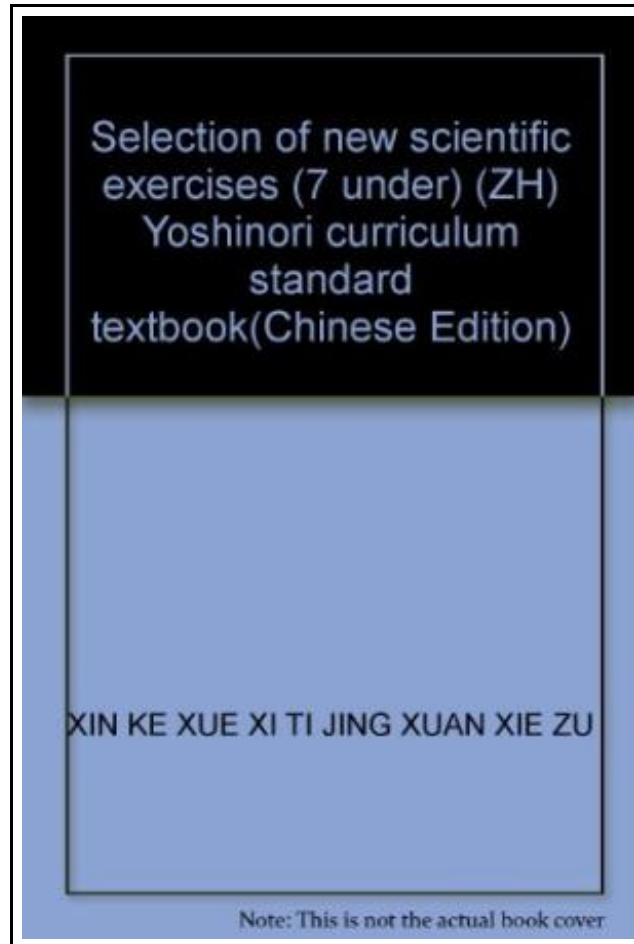 Selection of new scientific
exercises (7 under) (ZH)
Yoshinori curriculum
standard
textbook(Chinese Edition)
XIN KE XUE XI TI JING XUAN XIE ZU
Note: This is not the actual book cover